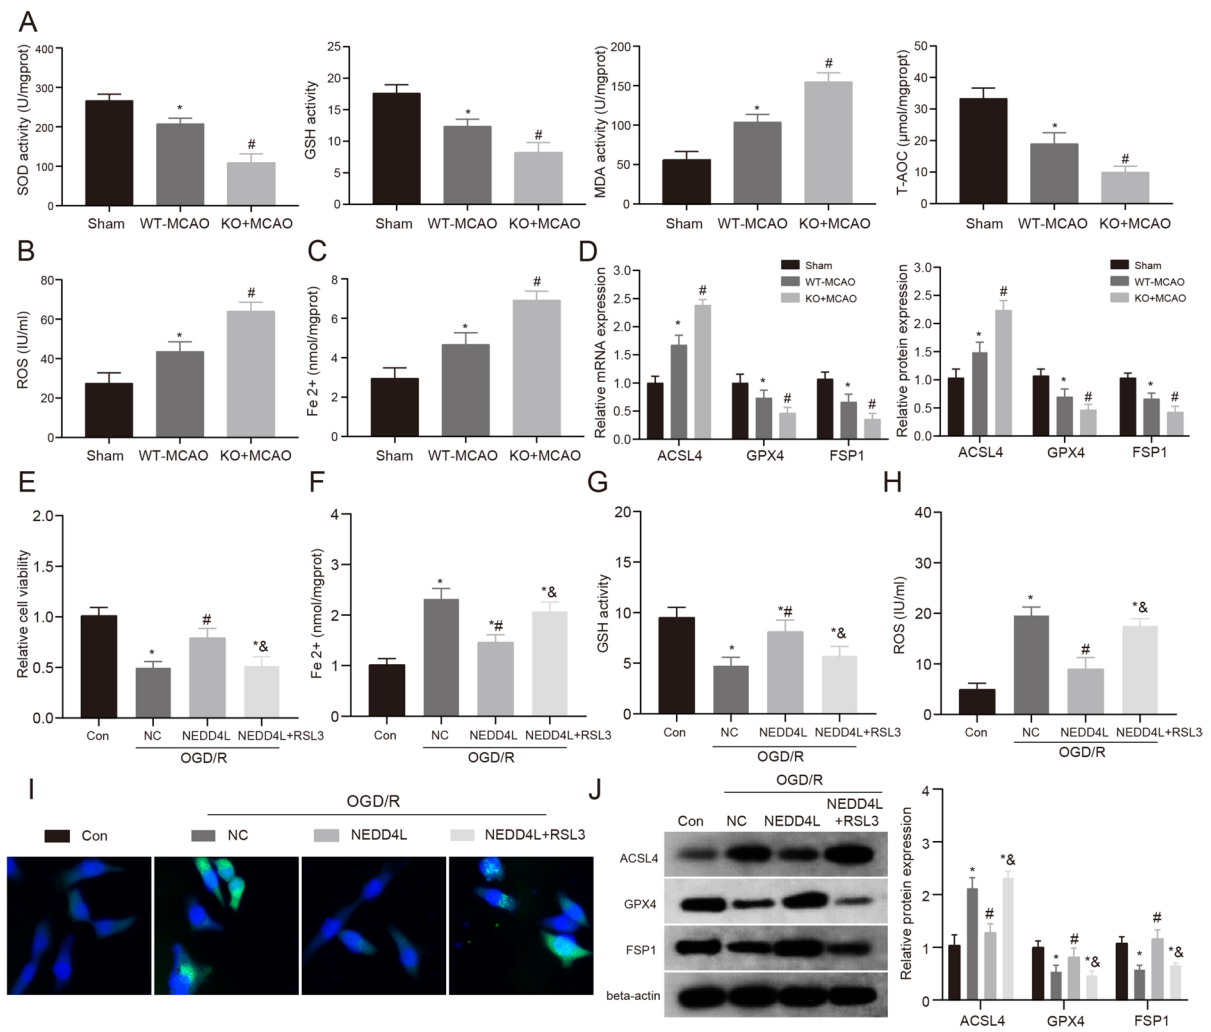 A
SOD activity (U/mgprot)
400
300
200
100
0
*
#
Sham WT-MCAO KO+MCAO
GSH activity
25
20
15
10
5
0
*
#
Sham WT-MCAO KO+MCAO
MDA activity (U/mgprot)
200
150
100
50
0
*
#
Sham WT-MCAO KO+MCAO
T-AOC (μmol/mgpropt)
50
40
30
20
10
0
*
#
Sham WT-MCAO KO+MCAO
B
ROS (IU/ml)
80
60
40
20
0
*
#
Sham WT-MCAO KO+MCAO
C
Fe 2+ (nmol/mgprot)
8
6
4
2
0
*
#
Sham WT-MCAO KO+MCAO
D
Relative mRNA expression
3.0
2.5
2.0
1.5
1.0
0.5
0.0
Sham
WT-MCAO
KO+MCAO
* #
* #
* #
ACSL4 GPX4 FSP1
Relative protein expression
3.0
2.5
2.0
1.5
1.0
0.5
0.0
Sham
WT-MCAO
KO+MCAO
* #
* #
* #
ACSL4 GPX4 FSP1
E
Relative cell viability
2.0
1.5
1.0
0.5
0.0
*
#
*&
Con NC NEDD4L NEDD4L+RSL3
OGD/R
F
Fe 2+ (nmol/mgprot)
4
3
2
1
0
*
*#
*&
Con NC NEDD4L NEDD4L+RSL3
OGD/R
G
GSH activity
20
15
10
5
0
*
*#
*&
Con NC NEDD4L NEDD4L+RSL3
OGD/R
H
ROS (IU/ml)
40
30
20
10
0
*
#
*&
Con NC NEDD4L NEDD4L+RSL3
OGD/R
I
OGD/R
Con NC NEDD4L NEDD4L+RSL3
J
OGD/R
Con NC NEDD4L NEDD4L
+RSL3
ACSL4
GPX4
FSP1
beta-actin
Relative protein expression
4
3
2
1
0
* # *&
* # *&
* # *&
ACSL4 GPX4 FSP1